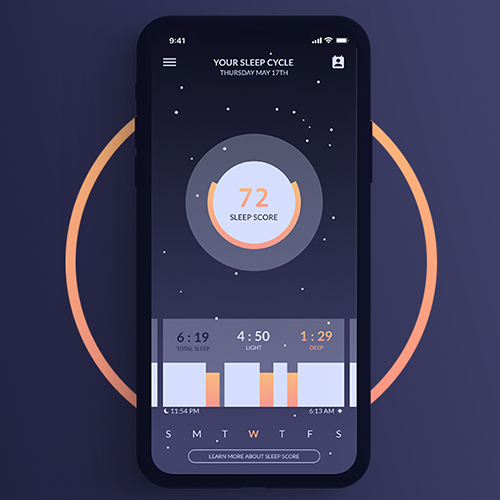 9:41
YOUR SLEEP CYCLE
THURSDAY MAY 17TH
72
SLEEP SCORE
6 : 19 4 : 50 1 : 29
TOTAL SLEEP LIGHT DEEP
11:54 PM 6:13 AM
S M T W T F S
LEARN MORE ABOUT SLEEP SCORE